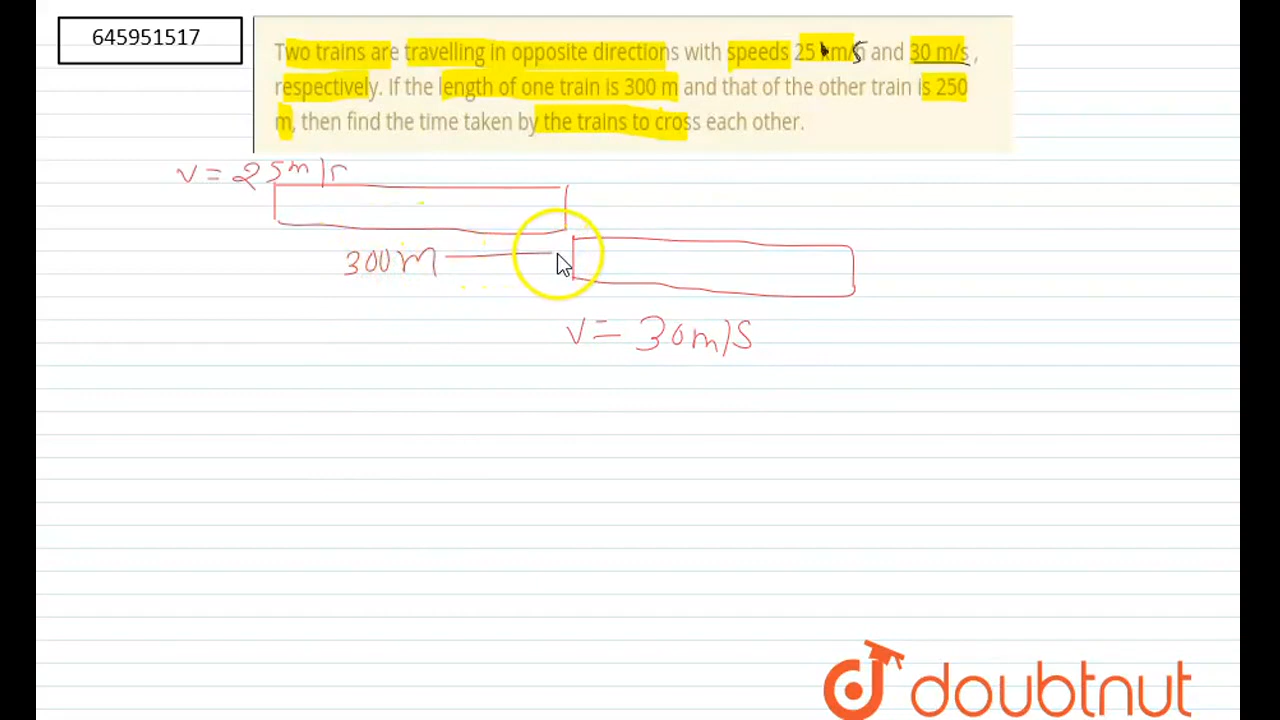 645951517
Two trains are travelling in opposite directions with speeds 25 km/s and 30 m/s ,
respectively. If the length of one train is 300 m and that of the other train is 250
m, then find the time taken by the trains to cross each other.
v = 25m/s
300m
v = 30m/s
doubtnut